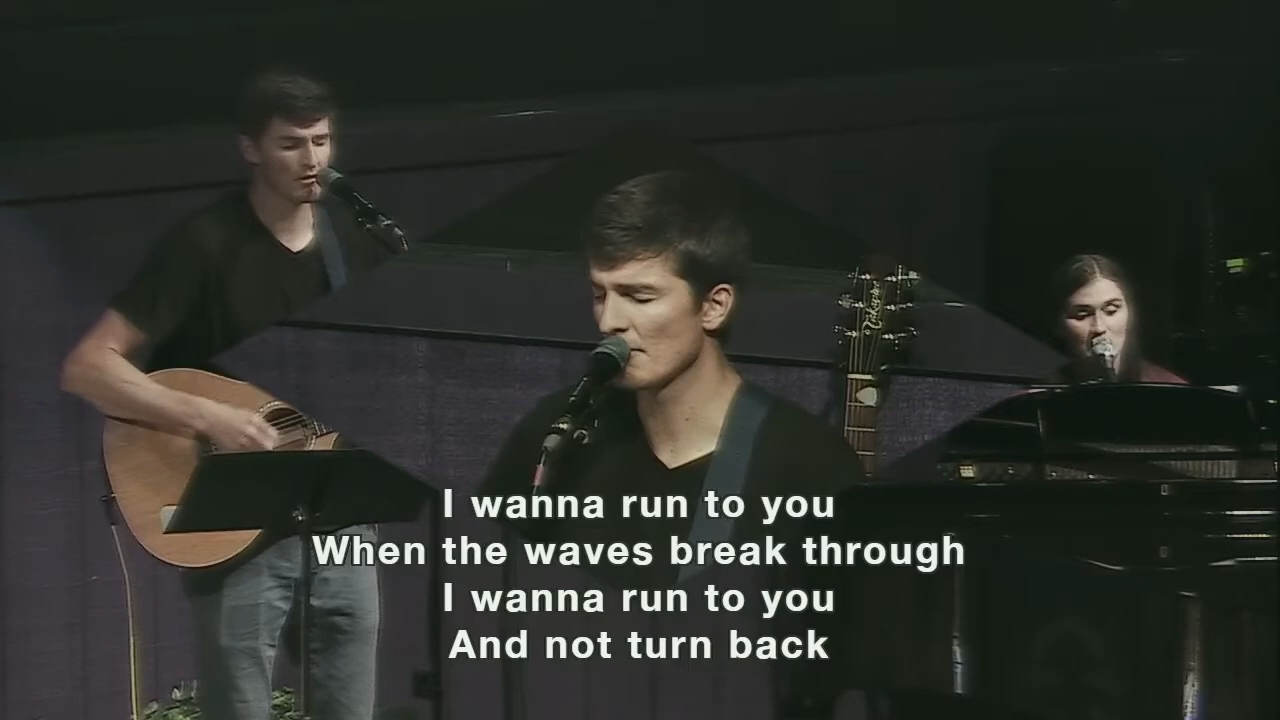 I wanna run to you
When the waves break through
I wanna run to you
And not turn back